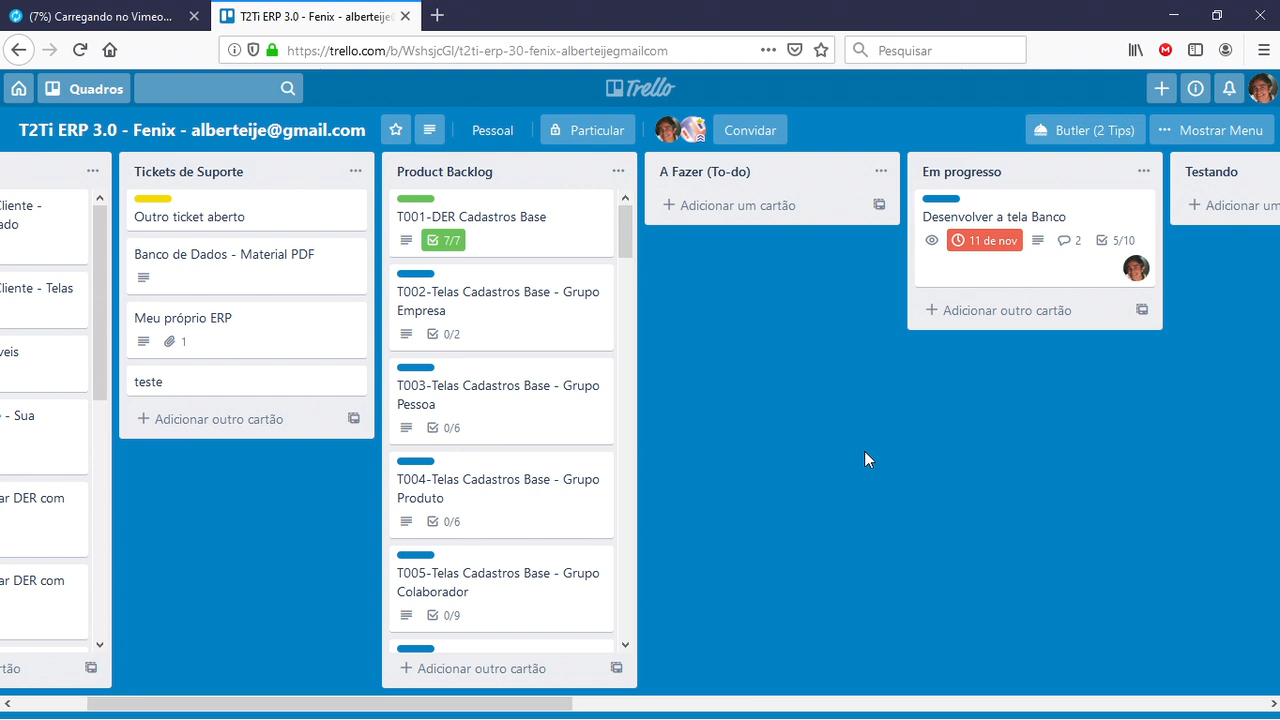 (7%) Carregando no Vimeo...
T2Ti ERP 3.0 - Fenix - alberteije
https://trello.com/b/WshsjcGl/t2ti-erp-30-fenix-alberteijegmailcom
Pesquisar
Quadros
Trello
T2Ti ERP 3.0 - Fenix - alberteije@gmail.com
Pessoal
Particular
Convidar
Butler (2 Tips)
Mostrar Menu
Cliente -
ado
Cliente - Telas
veis
- Sua
ar DER com
ar DER com
rtão
Tickets de Suporte
Outro ticket aberto
Banco de Dados - Material PDF
Meu próprio ERP
1
teste
Adicionar outro cartão
Product Backlog
T001-DER Cadastros Base
7/7
T002-Telas Cadastros Base - Grupo
Empresa
0/2
T003-Telas Cadastros Base - Grupo
Pessoa
0/6
T004-Telas Cadastros Base - Grupo
Produto
0/6
T005-Telas Cadastros Base - Grupo
Colaborador
0/9
Adicionar outro cartão
A Fazer (To-do)
Adicionar um cartão
Em progresso
Desenvolver a tela Banco
11 de nov
2
5/10
Adicionar outro cartão
Testando
Adicionar um